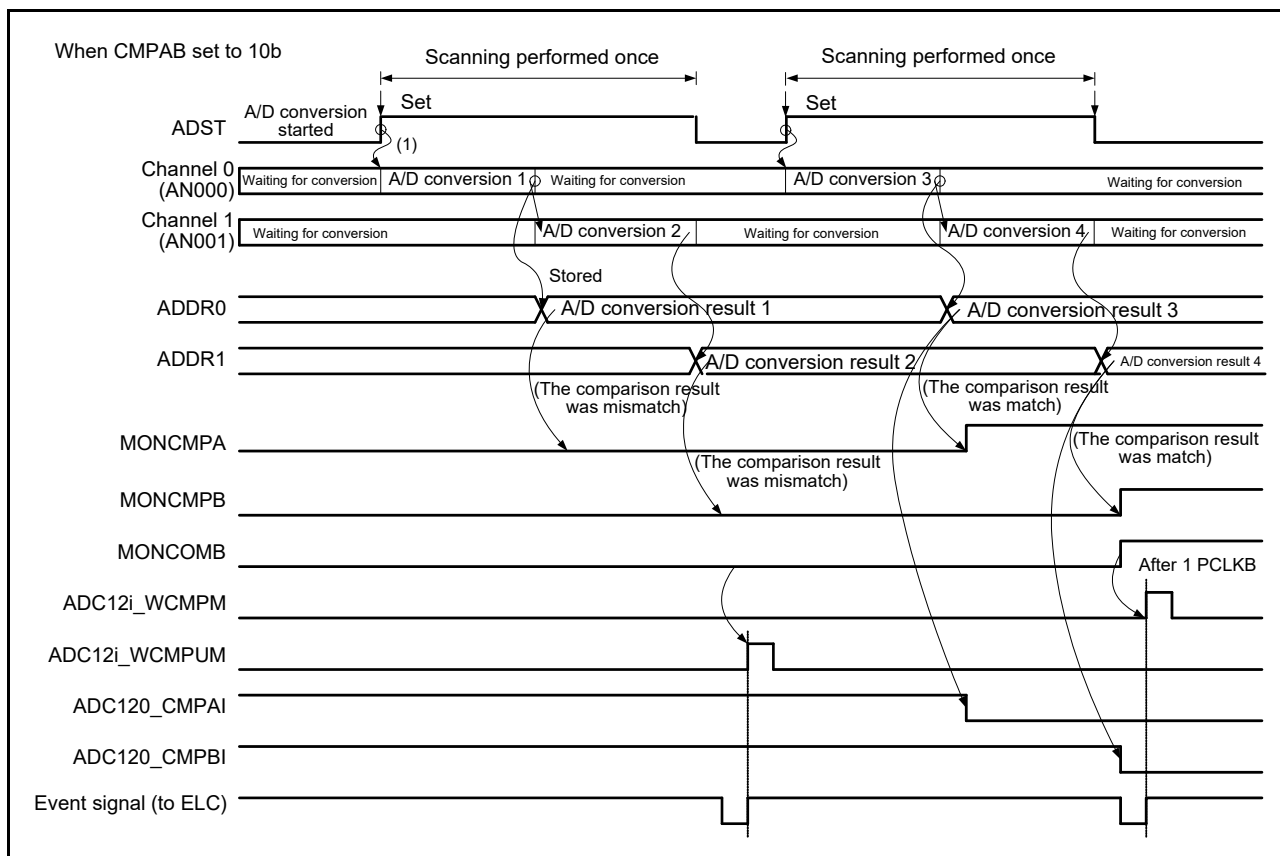 When CMPAB set to 10b
Scanning performed once
Scanning performed once
A/D conversion
started
Set
Set
ADST
(1)
Channel 0
(AN000)
Waiting for conversion
A/D conversion 1
Waiting for conversion
A/D conversion 3
Waiting for conversion
Channel 1
(AN001)
Waiting for conversion
A/D conversion 2
Waiting for conversion
A/D conversion 4
Waiting for conversion
Stored
ADDR0
A/D conversion result 1
A/D conversion result 3
ADDR1
A/D conversion result 2
A/D conversion result 4
(The comparison result
was mismatch)
(The comparison result
was match)
MONCMPA
(The comparison result
was mismatch)
(The comparison result
was match)
MONCMPB
MONCOMB
After 1 PCLKB
ADC12i_WCMPM
ADC12i_WCMPUM
ADC120_CMPAI
ADC120_CMPBI
Event signal (to ELC)